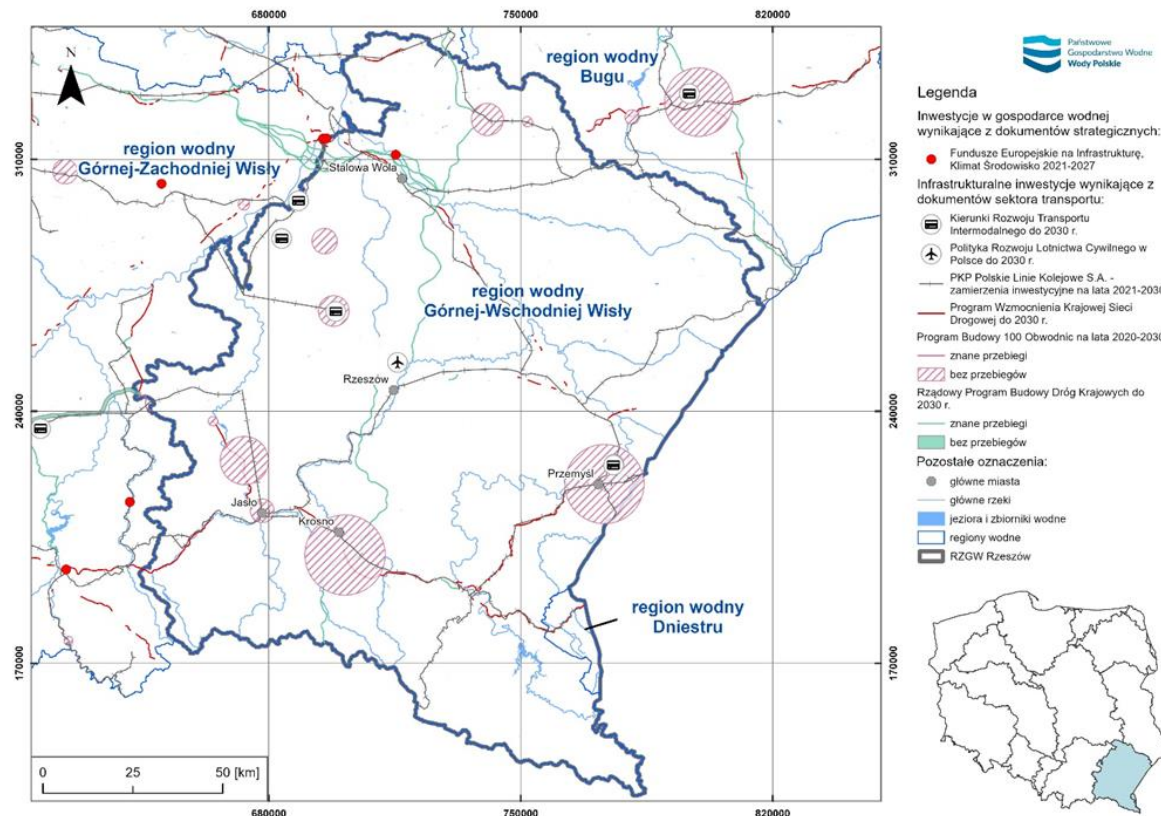 680000
750000
820000
N
region wodny
Bugu
310000
310000
region wodny
Górnej-Zachodniej Wisły
Stalowa Wola
region wodny
Górnej-Wschodniej Wisły
Rzeszów
240000
240000
Przemyśl
Jasło
Krosno
region wodny
Dniestru
170000
170000
0
25
50 [km]
680000
750000
820000
Państwowe
Gospodarstwo Wodne
Wody Polskie
Legenda
Inwestycje w gospodarce wodnej
wynikające z dokumentów strategicznych:
Fundusze Europejskie na Infrastrukturę,
Klimat Środowisko 2021-2027
Infrastrukturalne inwestycje wynikające z
dokumentów sektora transportu:
Kierunki Rozwoju Transportu
Intermodalnego do 2030 r.
Polityka Rozwoju Lotnictwa Cywilnego w
Polsce do 2030 r.
PKP Polskie Linie Kolejowe S.A. -
zamierzenia inwestycyjne na lata 2021-2030
Program Wzmocnienia Krajowej Sieci
Drogowej do 2030 r.
Program Budowy 100 Obwodnic na lata 2020-2030
znane przebiegi
bez przebiegów
Rządowy Program Budowy Dróg Krajowych do
2030 r.
znane przebiegi
bez przebiegów
Pozostałe oznaczenia:
główne miasta
główne rzeki
jeziora i zbiorniki wodne
regiony wodne
RZGW Rzeszów